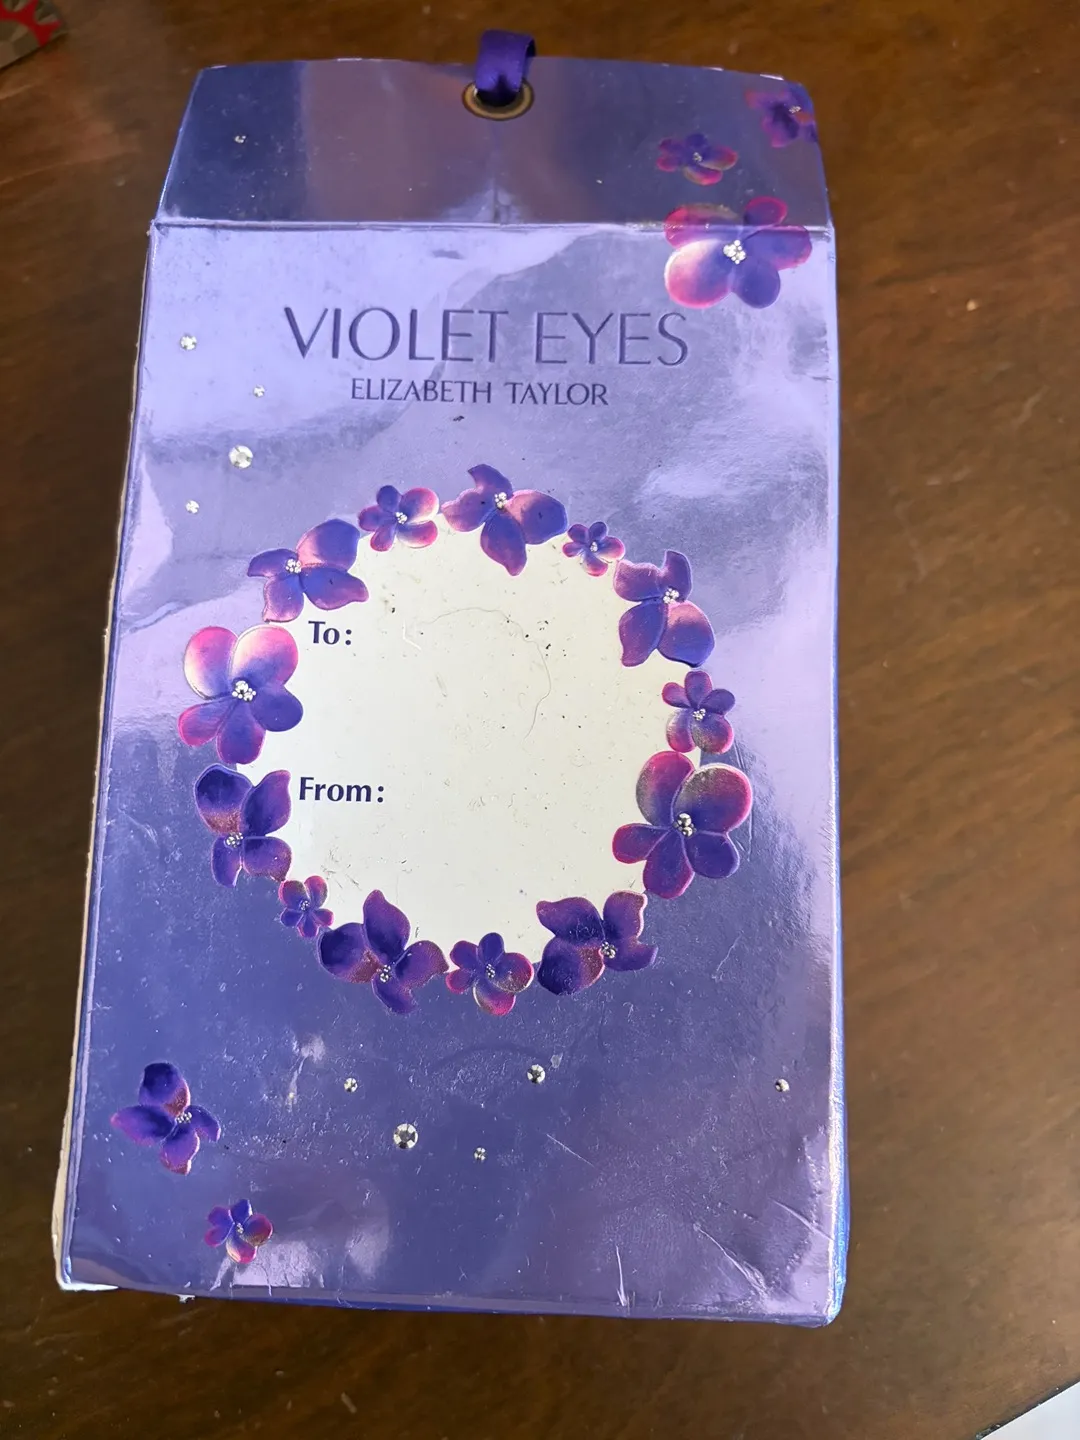 VIOLET EYES
ELIZABETH TAYLOR
To:
From: